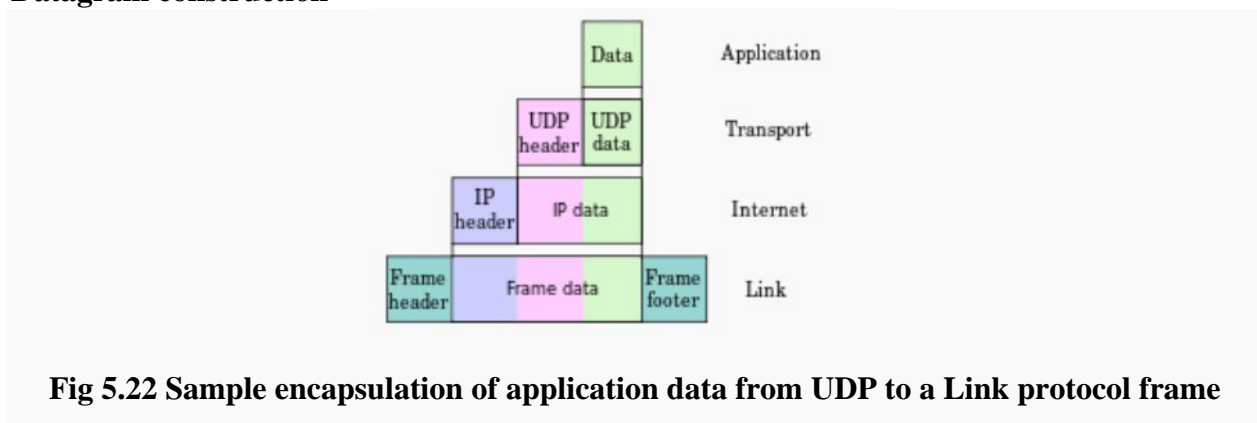 Datagram construction
Data Application
UDP header UDP data Transport
IP header IP data Internet
Frame header Frame data Frame footer Link
Fig 5.22 Sample encapsulation of application data from UDP to a Link protocol frame